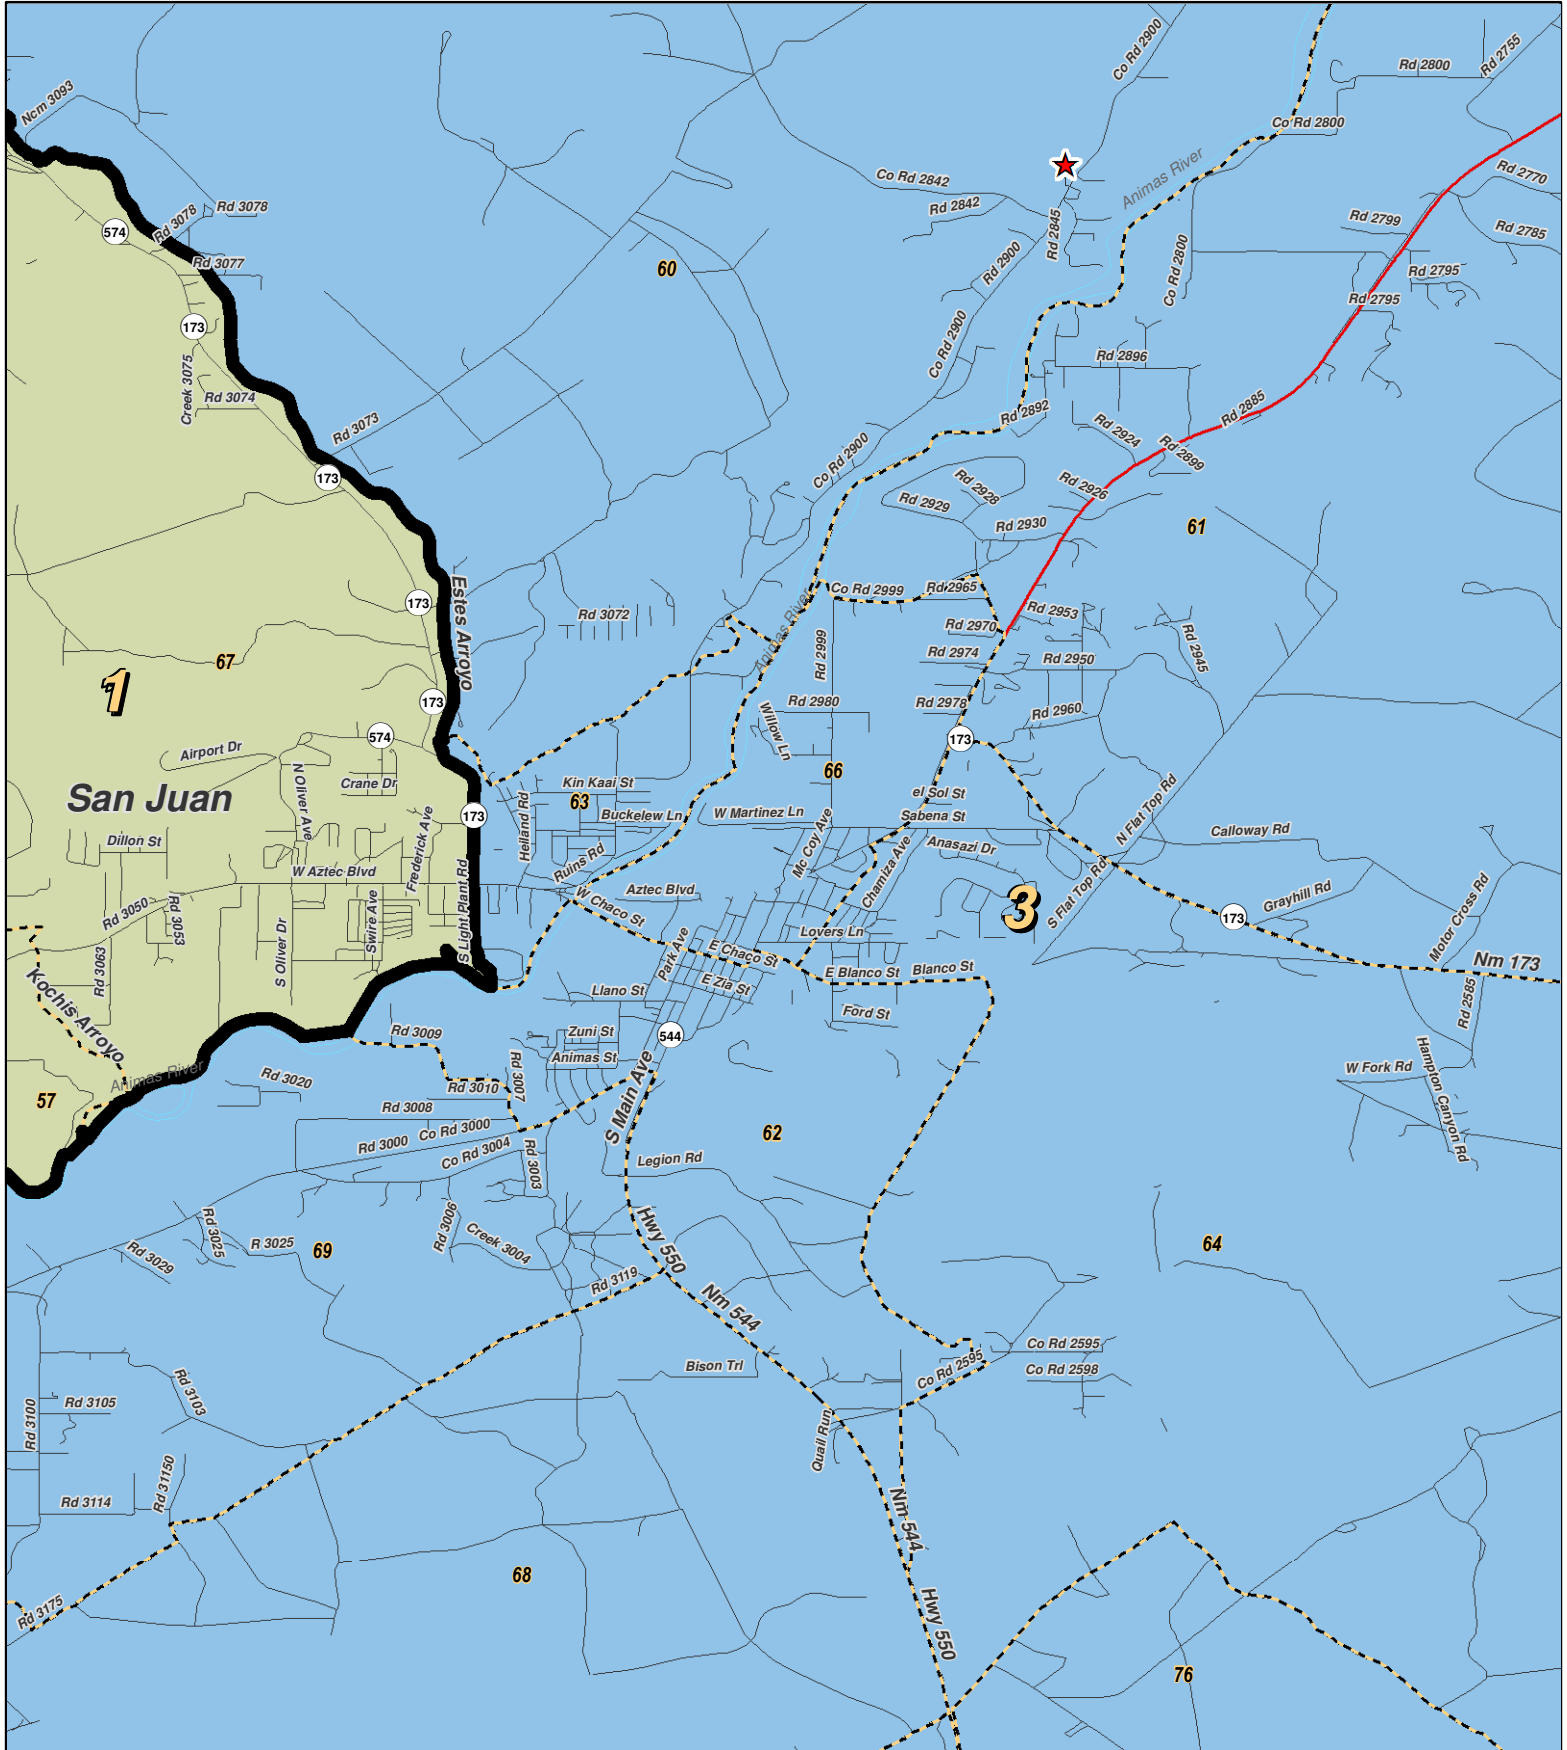 Co Rd 2900
Rd 2755
Rd 2800
Ncm 3093
Co Rd 2800
Animas River
Co Rd 2842
Rd 2842
Rd 2770
Rd 3078
Rd 3078
574
Rd 2845
Rd 2799
Rd 2785
Rd 3077
60
Rd 2900
Co Rd 2800
Rd 2795
Rd 2795
173
Co Rd 2900
Rd 2896
Creek 3075
Rd 3074
Rd 2892
Rd 2885
Rd 3073
Rd 2924
Rd 2899
Co Rd 2900
173
Rd 2928
Rd 2926
Rd 2929
Rd 2930
61
Estes Arroyo
173
Co Rd 2999
Rd 2965
Rd 3072
Animas River
Rd 2953
Rd 2970
Rd 2999
Rd 2974
Rd 2950
Rd 2945
67
1
173
Rd 2980
Rd 2978
Rd 2960
Willow Ln
574
173
Airport Dr
Crane Dr
N Oliver Ave
Kin Kaai St
66
San Juan
63
el Sol St
N Flat Top Rd
173
Heiland Rd
Buckelew Ln
W Martinez Ln
Sabena St
Frederick Ave
Calloway Rd
Dillon St
Mc Coy Ave
Anasazi Dr
Ruins Rd
W Aztec Blvd
Aztec Blvd
Chamiza Ave
3
S Flat Top Rd
Grayhill Rd
Motor Cross Rd
Rd 3050
Rd 3053
Swire Ave
S Light Plant Rd
W Chaco St
173
Lovers Ln
S Oliver Dr
Park Ave
E Chaco St
Rd 3063
E Blanco St
Blanco St
Nm 173
E Zia St
Llano St
Kochis Arroyo
Ford St
Rd 2585
Rd 3009
Zuni St
544
Animas St
Animas River
Rd 3020
Rd 3007
Rd 3010
W Fork Rd
Hampton Canyon Rd
57
S Main Ave
Rd 3008
Co Rd 3000
Rd 3000
62
Co Rd 3004
Rd 3003
Legion Rd
Rd 3006
Rd 3025
R 3025
69
Rd 3029
Creek 3004
Hwy 550
64
Rd 3119
Nm 544
Co Rd 2595
Bison Trl
Co Rd 2595
Co Rd 2598
Rd 3103
Rd 3105
Rd 3100
Quail Run
Rd 31150
Rd 3114
Nm 544
68
Rd 3175
Hwy 550
76